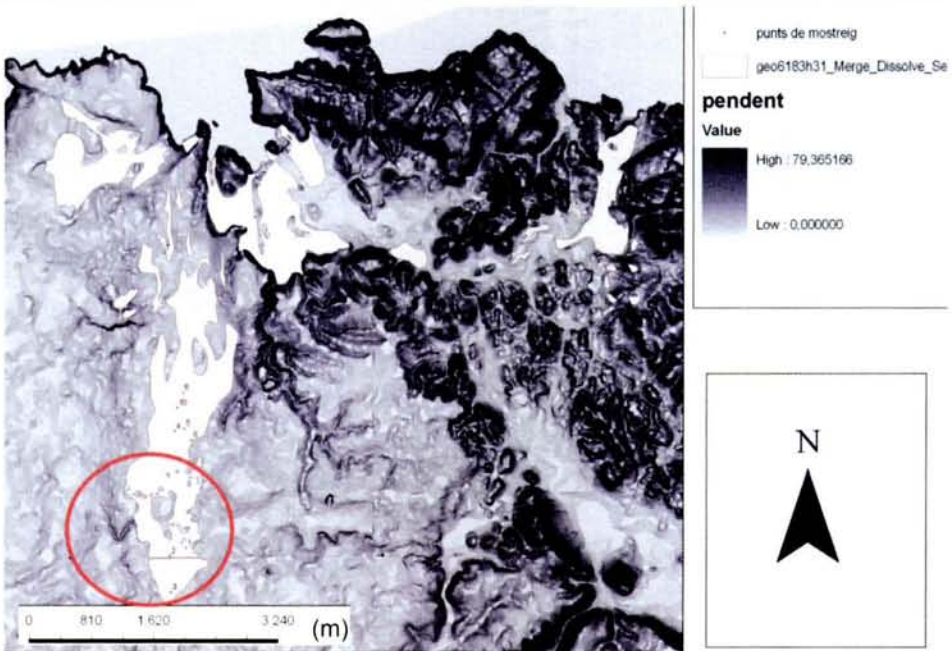 punts de mostreig
geo6183h31_Merge_Dissolve_Se
pendent
Value
High : 79,365166
Low : 0,000000
N
0 810 1.620 3.240 (m)